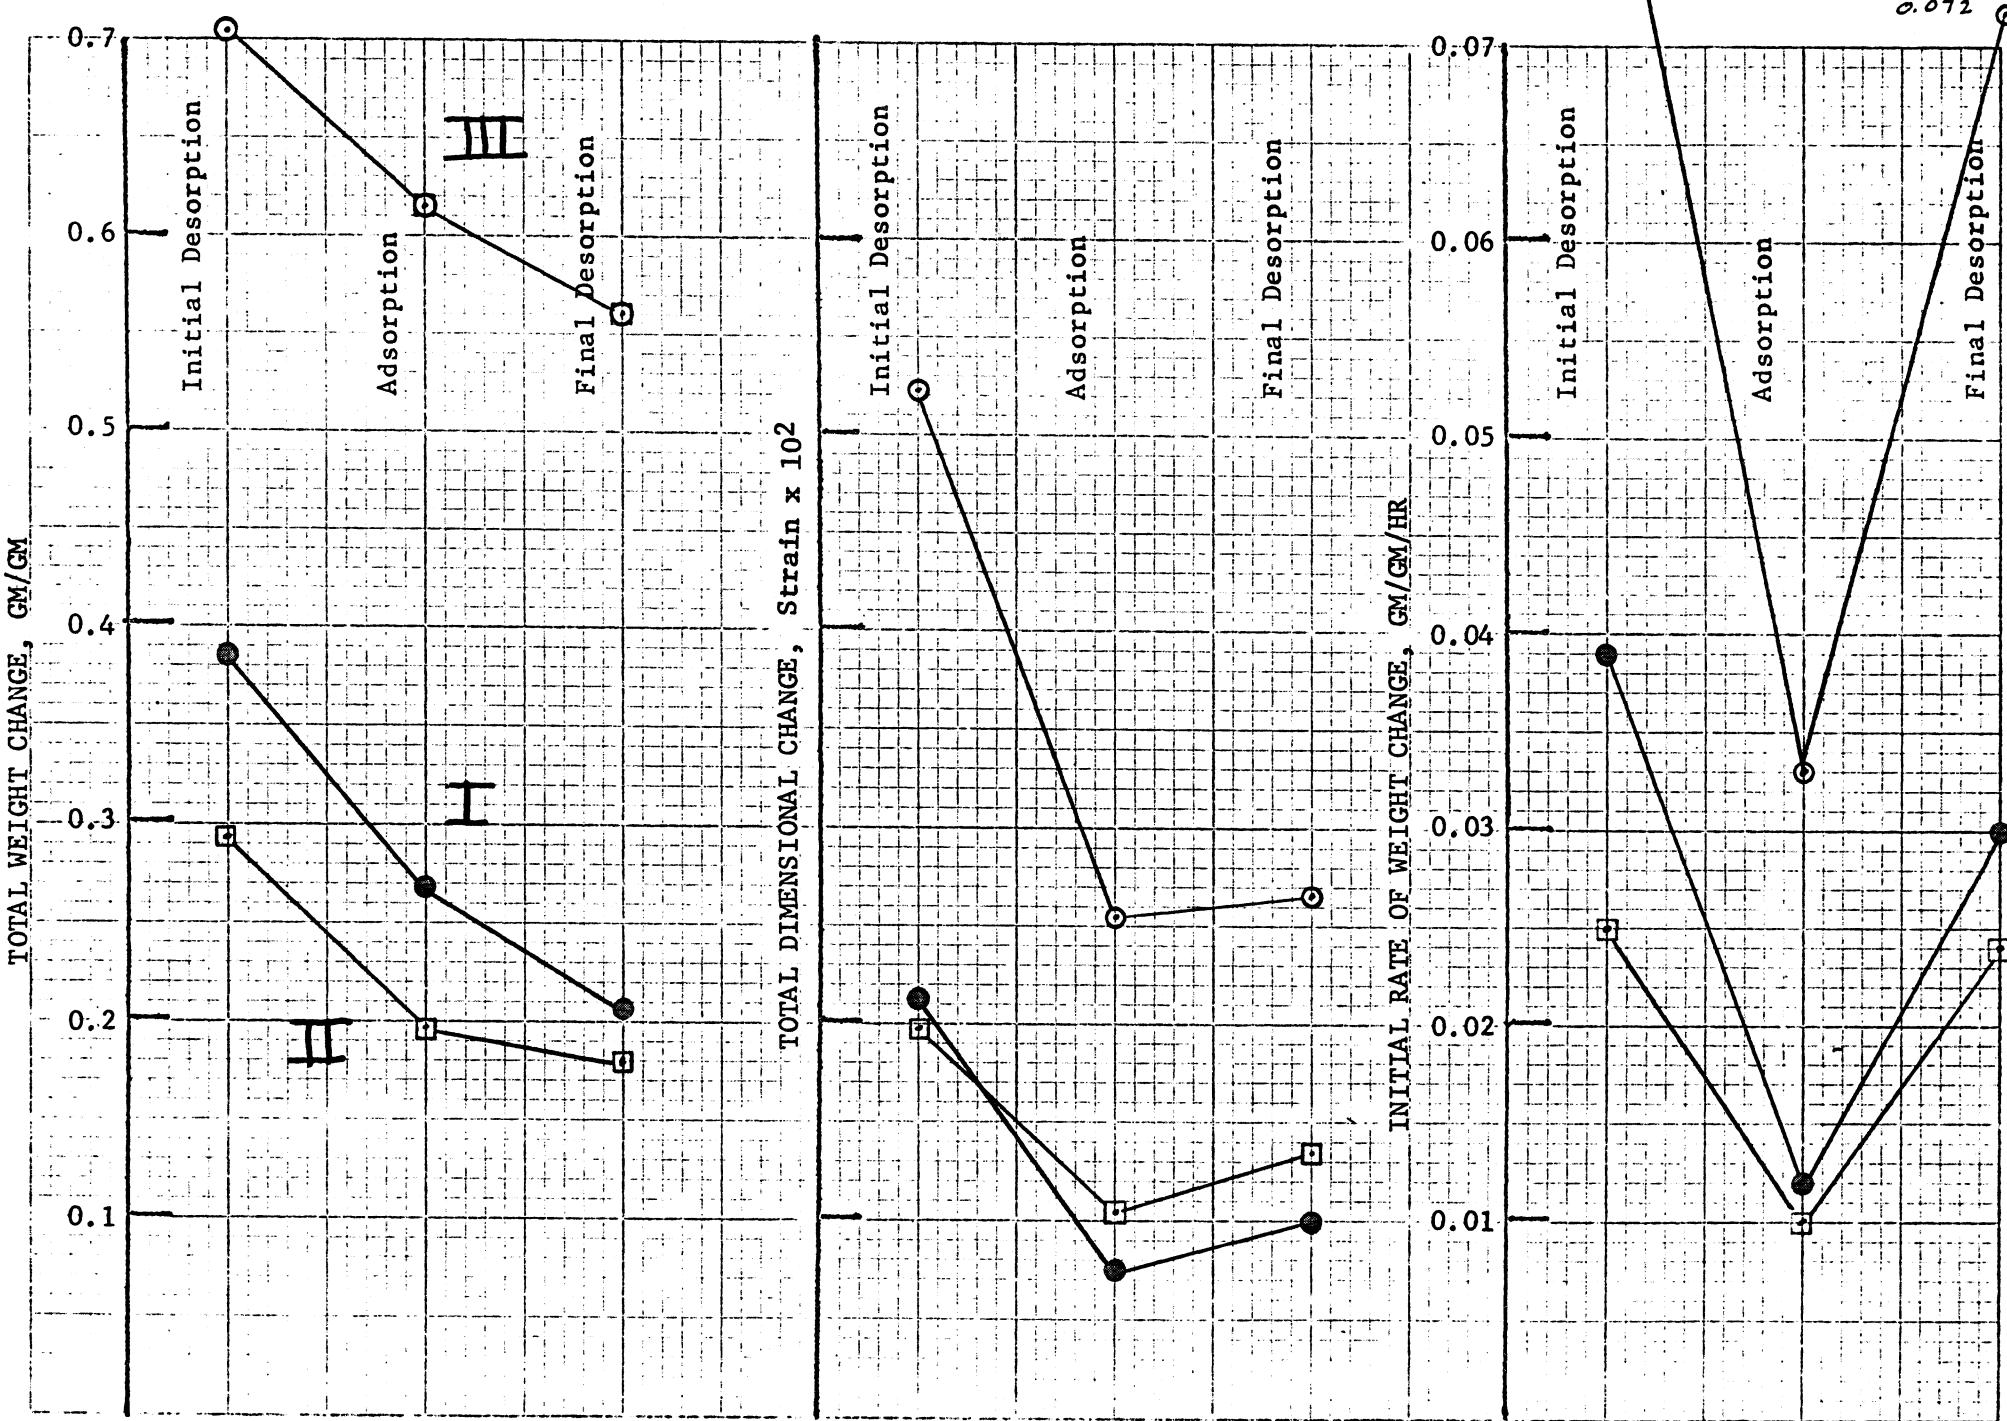 TOTAL WEIGHT CHANGE, GM/GM
0.7
0.6
0.5
0.4
0.3
0.2
0.1
Initial Desorption
Adsorption
Final Desorption
III
I
II
TOTAL DIMENSIONAL CHANGE, Strain x 10²
Initial Desorption
Adsorption
Final Desorption
INITIAL RATE OF WEIGHT CHANGE, GM/GM/HR
0.07
0.06
0.05
0.04
0.03
0.02
0.01
Initial Desorption
Adsorption
Final Desorption
0.072